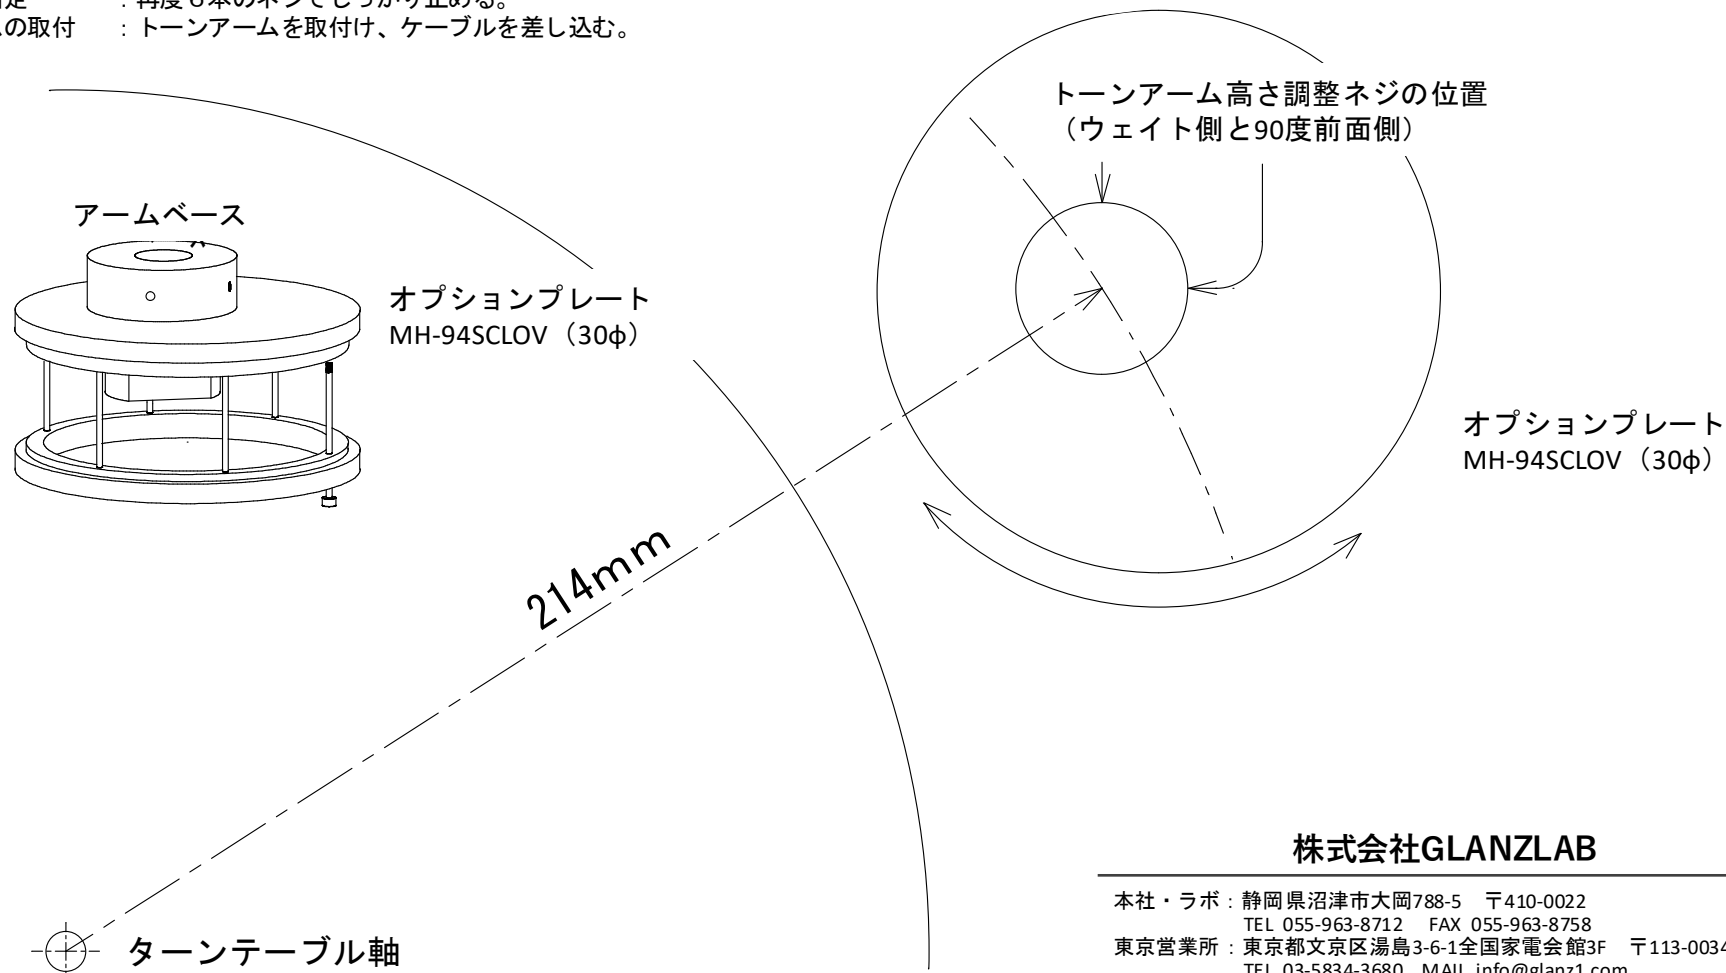 ：再度６本のネジでしっかり止める。
の取付　：トーンアームを取付け、ケーブルを差し込む。
トーンアーム高さ調整ネジの位置
（ウェイト側と90度前面側）
アームベース
オプションプレート
MH-94SCLOV（30φ）
オプションプレート
MH-94SCLOV（30φ）
214mm
ターンテーブル軸
株式会社GLANZLAB
本社・ラボ：静岡県沼津市大岡788-5　〒410-0022
TEL 055-963-8712　FAX 055-963-8758
東京営業所：東京都文京区湯島3-6-1全国家電会館3F　〒113-0034
TEL 03-5834-3680　MAIL info@glanz1.com